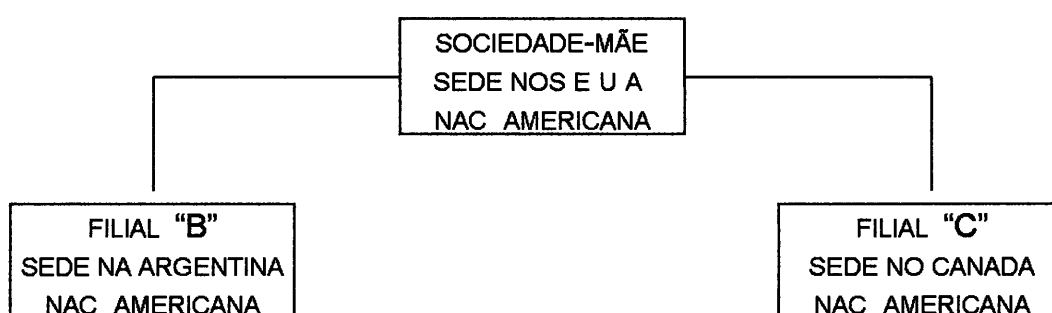 SOCIEDADE-MÃE
SEDE NOS E U A
NAC AMERICANA
FILIAL “B”
SEDE NA ARGENTINA
NAC AMERICANA
FILIAL “C”
SEDE NO CANADA
NAC AMERICANA